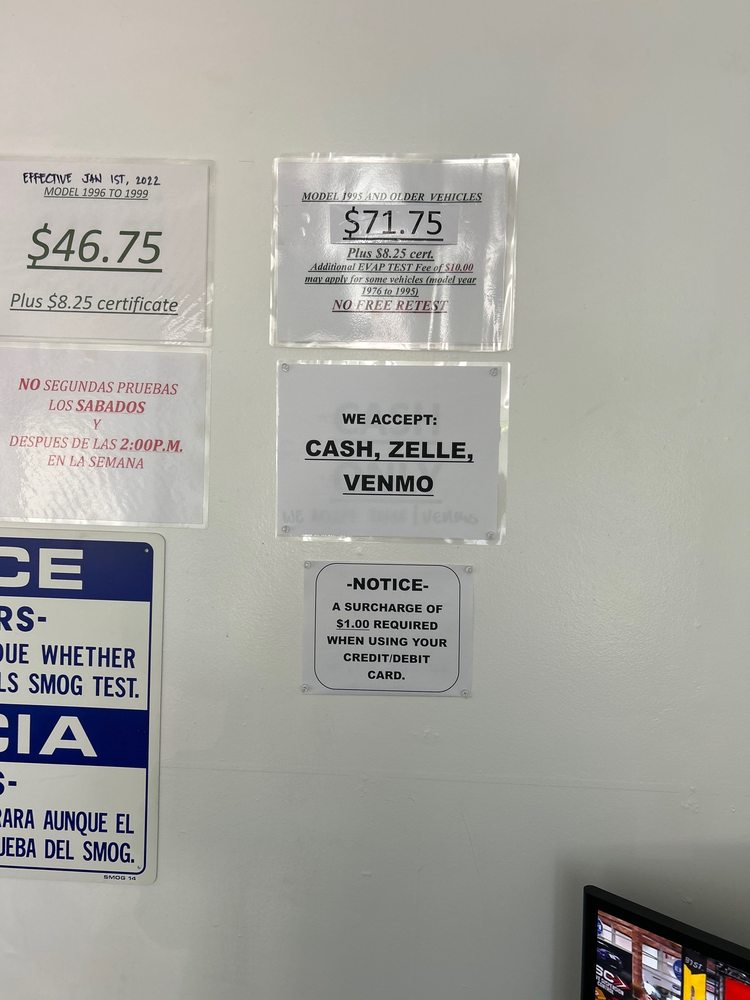 EFFECTIVE JAN 1ST, 2022
MODEL 1996 TO 1999
$46.75
Plus $8.25 certificate
MODEL 1995 AND OLDER VEHICLES
$71.75
Plus $8.25 cert.
Additional EVAP TEST Fee of $10.00
may apply for some vehicles (model year
1976 to 1995)
NO FREE RETEST
NO SEGUNDAS PRUEBAS
LOS SABADOS
Y
DESPUES DE LAS 2:00P.M.
EN LA SEMANA
WE ACCEPT:
CASH, ZELLE,
VENMO
-NOTICE-
A SURCHARGE OF
$1.00 REQUIRED
WHEN USING YOUR
CREDIT/DEBIT
CARD.
CE
RS-
DUE WHETHER
LS SMOG TEST.
CIA
S-
RARA AUNQUE EL
UEBA DEL SMOG.
SMOG 14